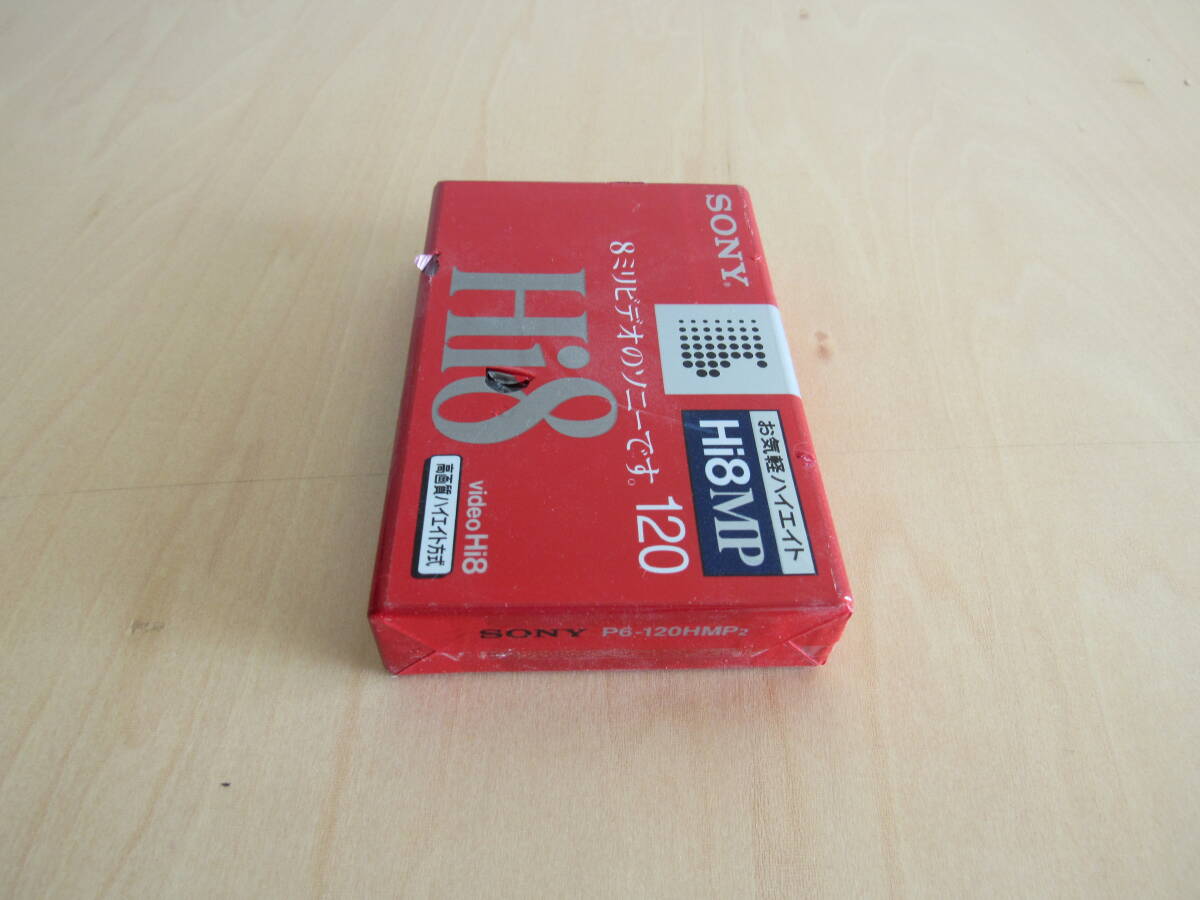 SONY
お気軽ハイエイト
Hi8MP
8ミリビデオのソニーです。
120
Hi8
video Hi8
高画質ハイエイト方式
SONY P6-120HMP2